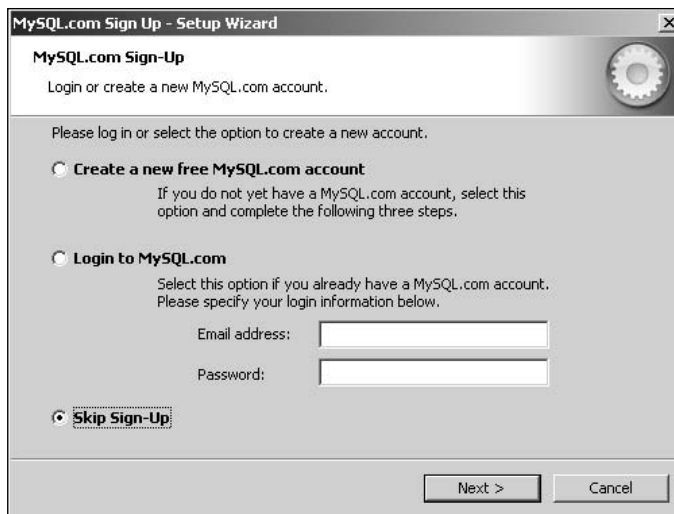 MySQL.com Sign Up - Setup Wizard
MySQL.com Sign-Up
Login or create a new MySQL.com account.
Please log in or select the option to create a new account.
Create a new free MySQL.com account
If you do not yet have a MySQL.com account, select this
option and complete the following three steps.
Login to MySQL.com
Select this option if you already have a MySQL.com account.
Please specify your login information below.
Email address:
Password:
Skip Sign-Up
Next >
Cancel